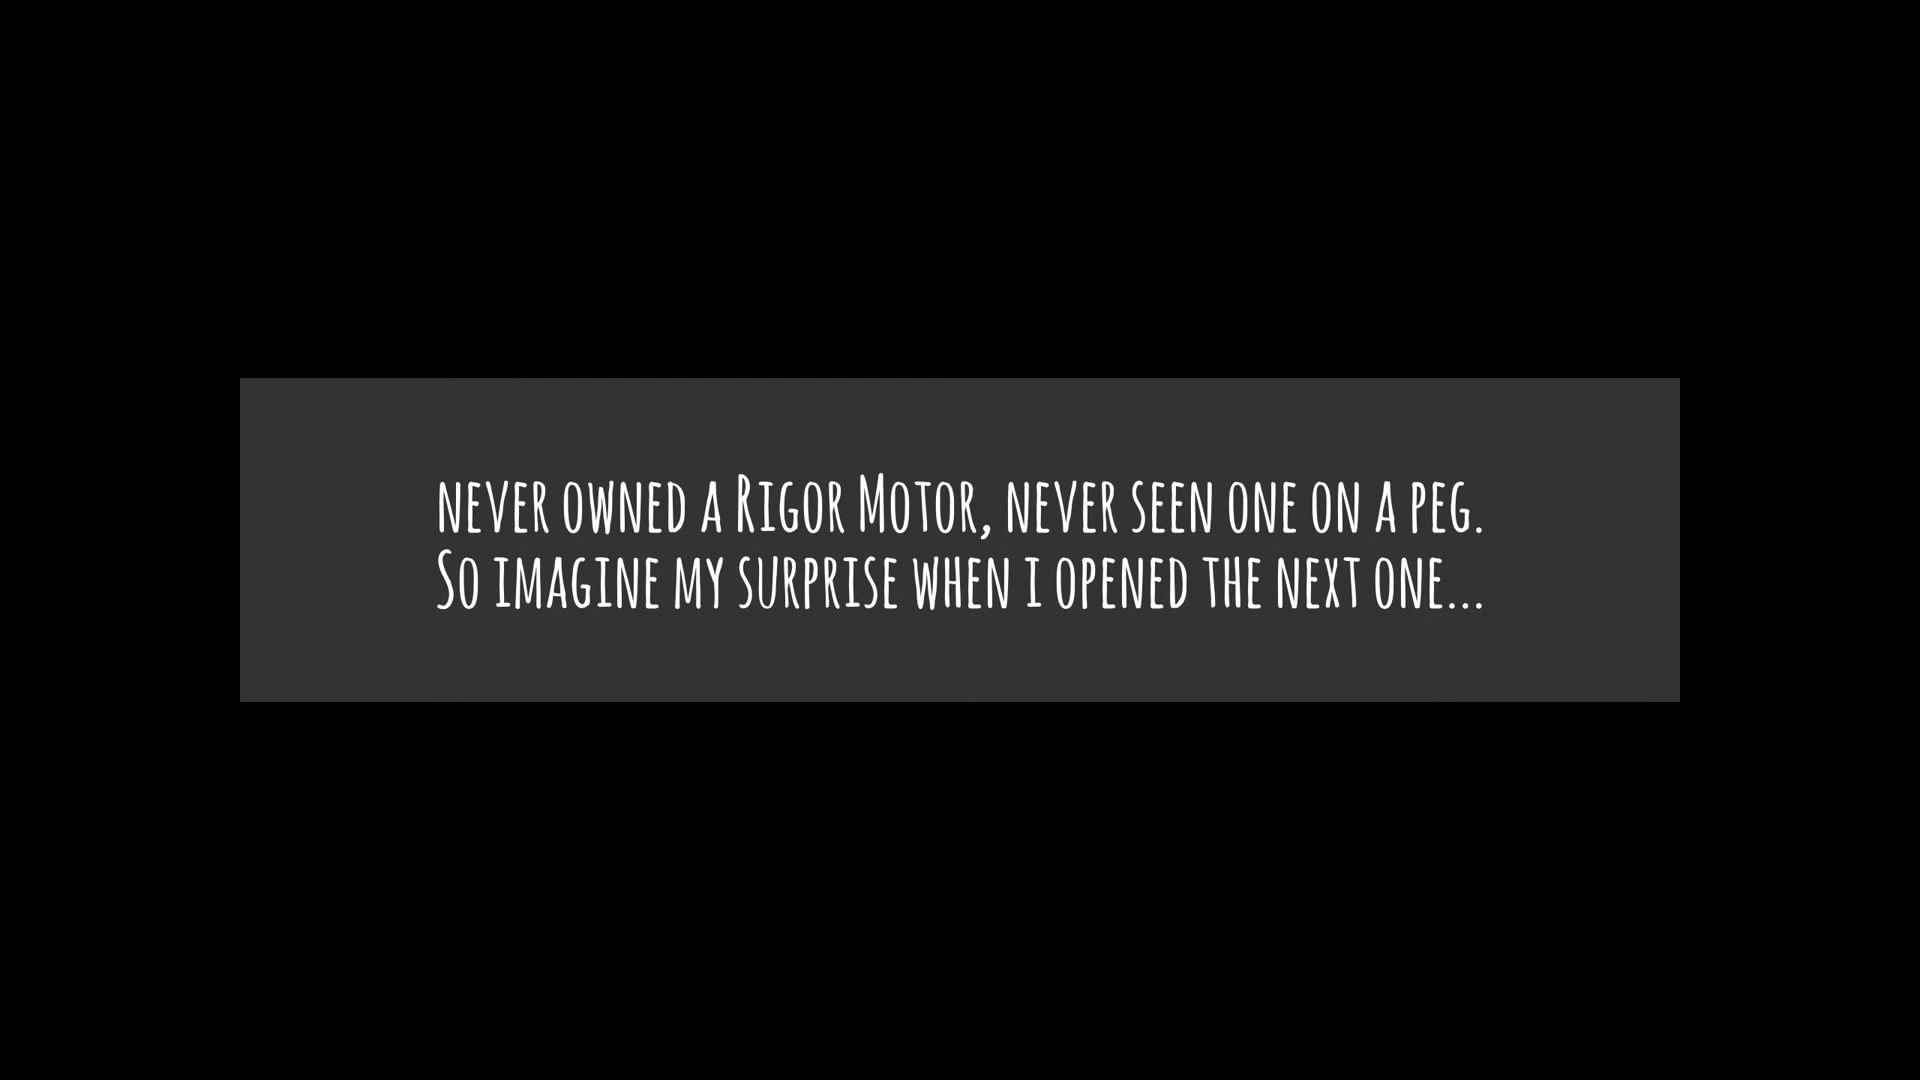 never owned a Rigor Motor, never seen one on a peg.
So imagine my surprise when i opened the next one...